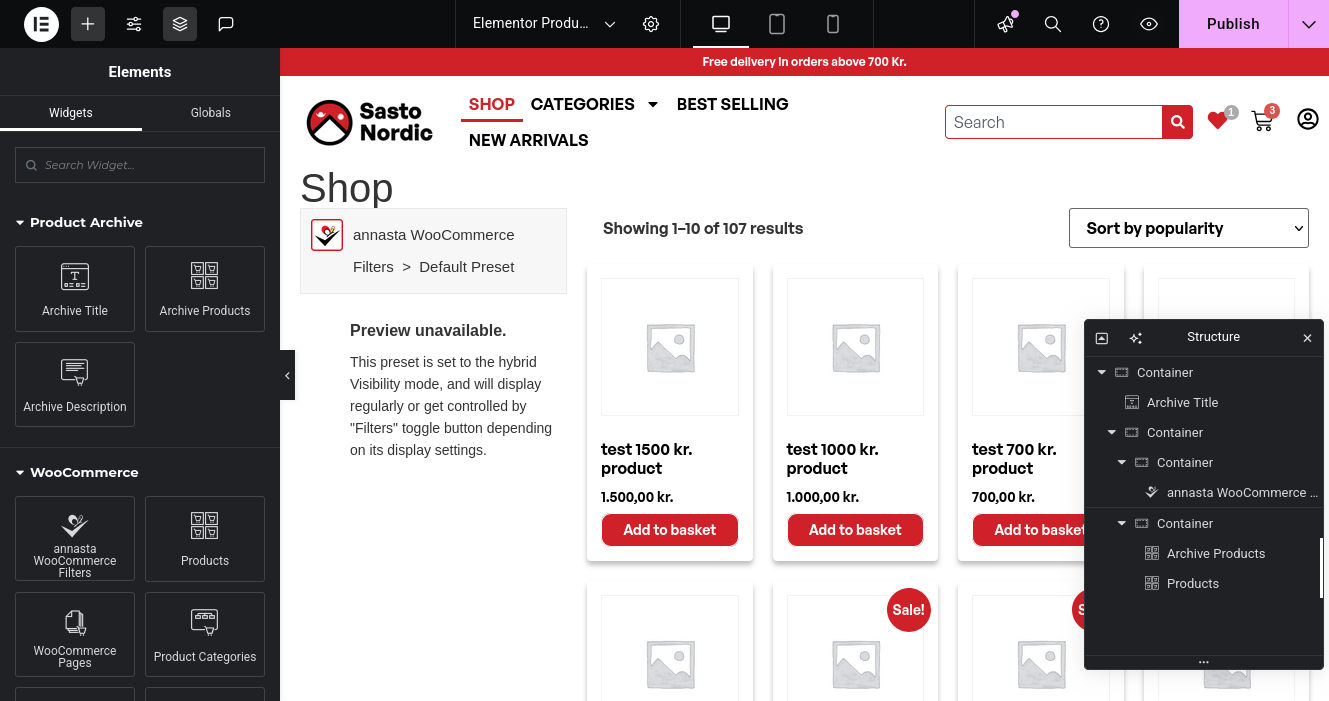 Elementor Produ...
Publish
Elements
Widgets
Globals
Search Widget...
Product Archive
Archive Title
Archive Products
Archive Description
WooCommerce
annasta
WooCommerce
Filters
Products
WooCommerce
Pages
Product Categories
Free delivery in orders above 700 Kr.
Sasto
Nordic
SHOP
CATEGORIES
BEST SELLING
NEW ARRIVALS
Search
1
3
Shop
annasta WooCommerce
Filters > Default Preset
Showing 1–10 of 107 results
Sort by popularity
Preview unavailable.
This preset is set to the hybrid
Visibility mode, and will display
regularly or get controlled by
"Filters" toggle button depending
on its display settings.
test 1500 kr.
product
1.500,00 kr.
Add to basket
test 1000 kr.
product
1.000,00 kr.
Add to basket
test 700 kr.
product
700,00 kr.
Add to basket
Sale!
Structure
Container
Archive Title
Container
Container
annasta WooCommerce ...
Container
Archive Products
Products